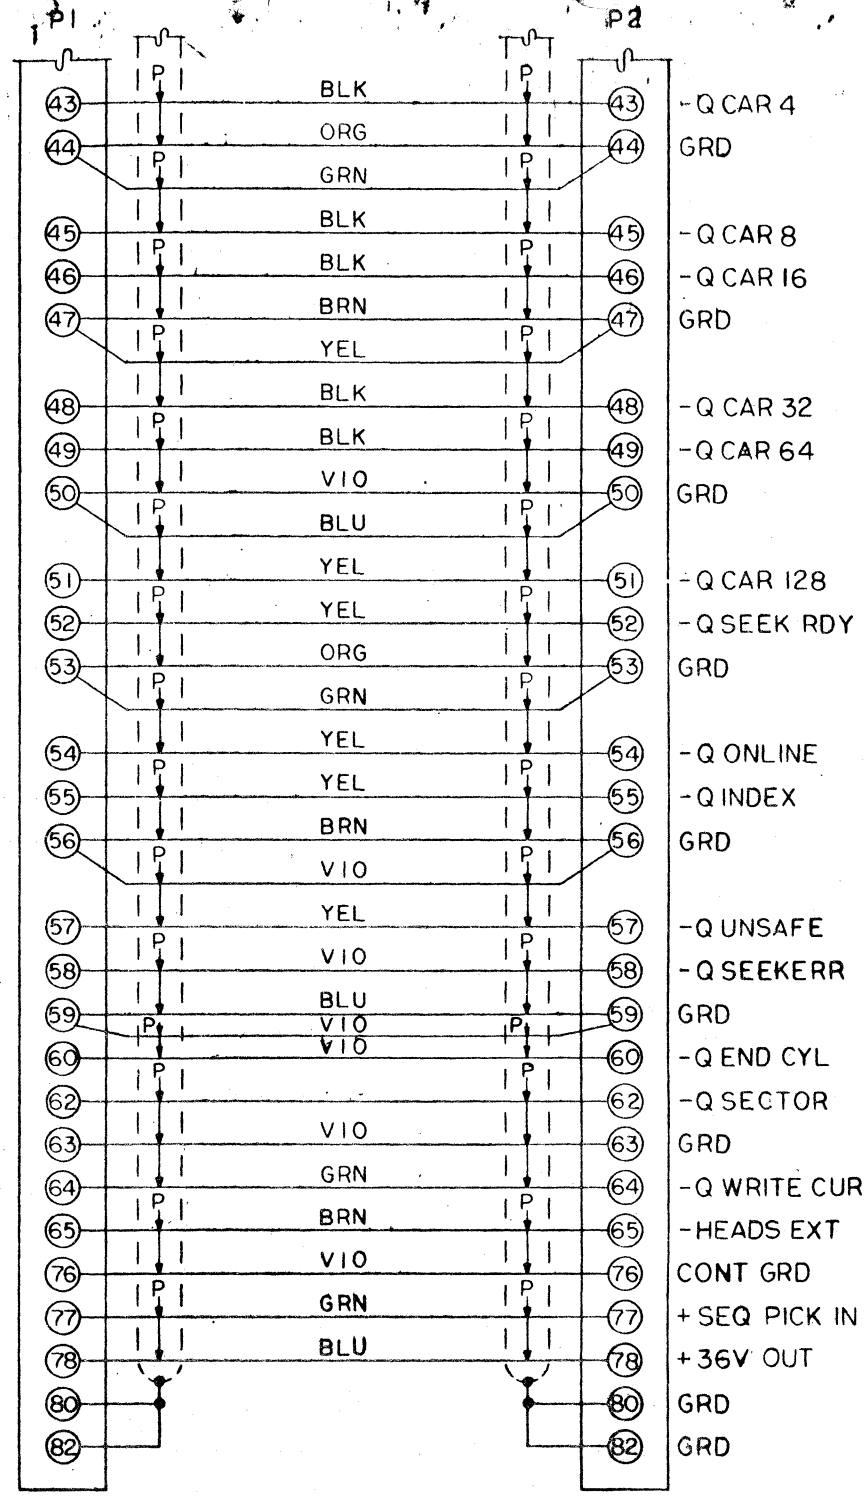 P1 P2
P P
43 BLK 43 -Q CAR 4
44 ORG 44 GRD
P P
GRN
45 BLK 45 -Q CAR 8
P P
46 BLK 46 -Q CAR 16
47 BRN 47 GRD
P P
YEL
48 BLK 48 -Q CAR 32
P P
49 BLK 49 -Q CAR 64
50 VIO 50 GRD
P P
BLU
51 YEL 51 -Q CAR 128
P P
52 YEL 52 -Q SEEK RDY
53 ORG 53 GRD
P P
GRN
54 YEL 54 -Q ONLINE
P P
55 YEL 55 -Q INDEX
56 BRN 56 GRD
P P
VIO
57 YEL 57 -Q UNSAFE
P P
58 VIO 58 -Q SEEKERR
59 BLU 59 GRD
P VIO P
60 VIO 60 -Q END CYL
P P
62 62 -Q SECTOR
63 VIO 63 GRD
64 GRN 64 -Q WRITE CUR
P P
65 BRN 65 -HEADS EXT
76 VIO 76 CONT GRD
P P
77 GRN 77 +SEQ PICK IN
78 BLU 78 +36V OUT
80 80 GRD
82 82 GRD